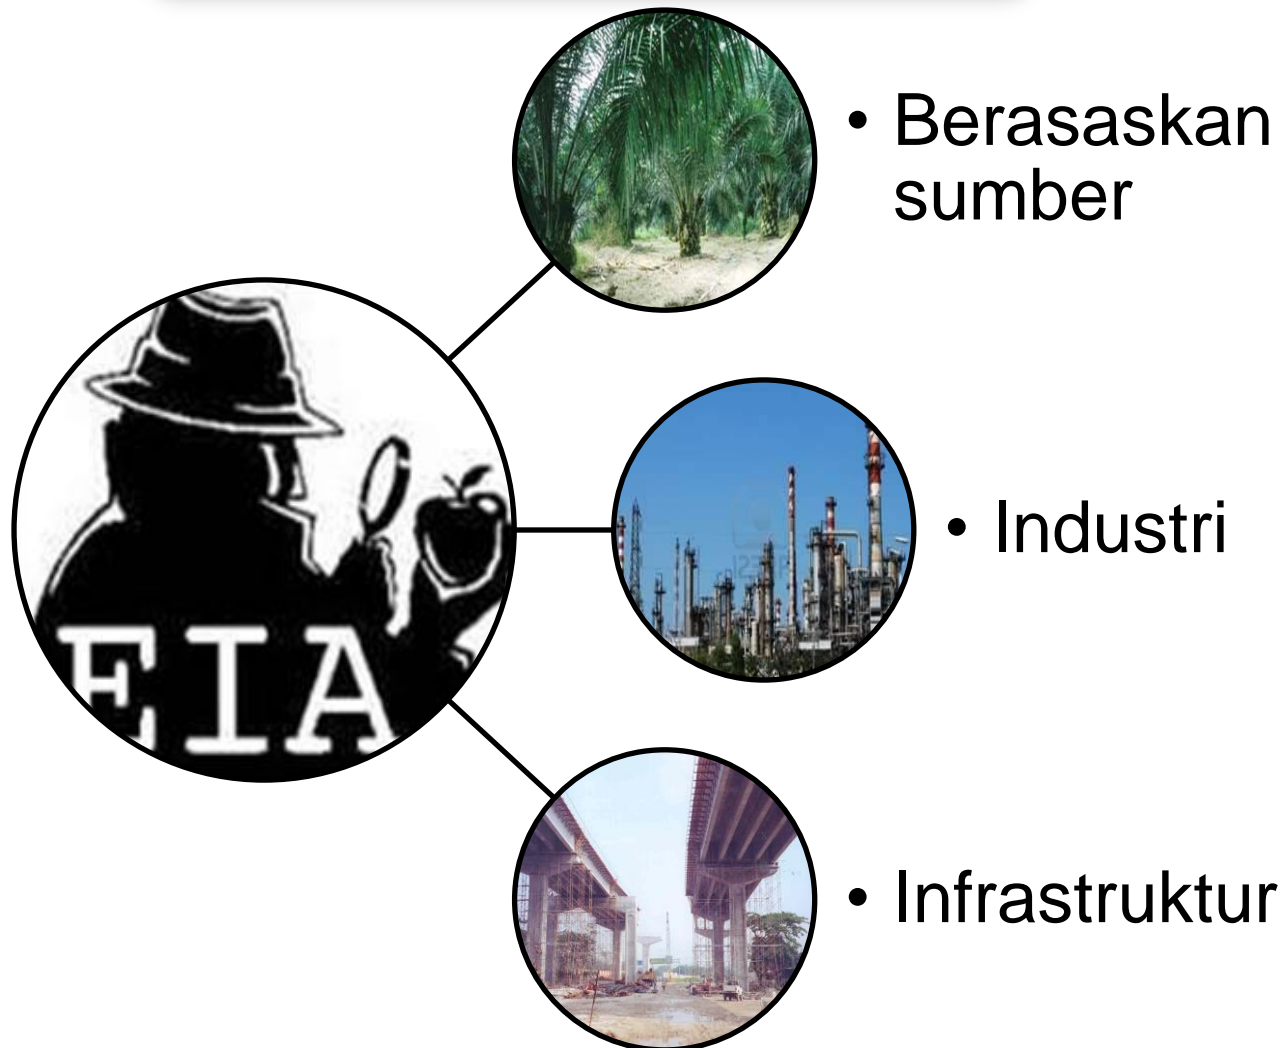 • Berasaskan
sumber
EIA
• Industri
• Infrastruktur